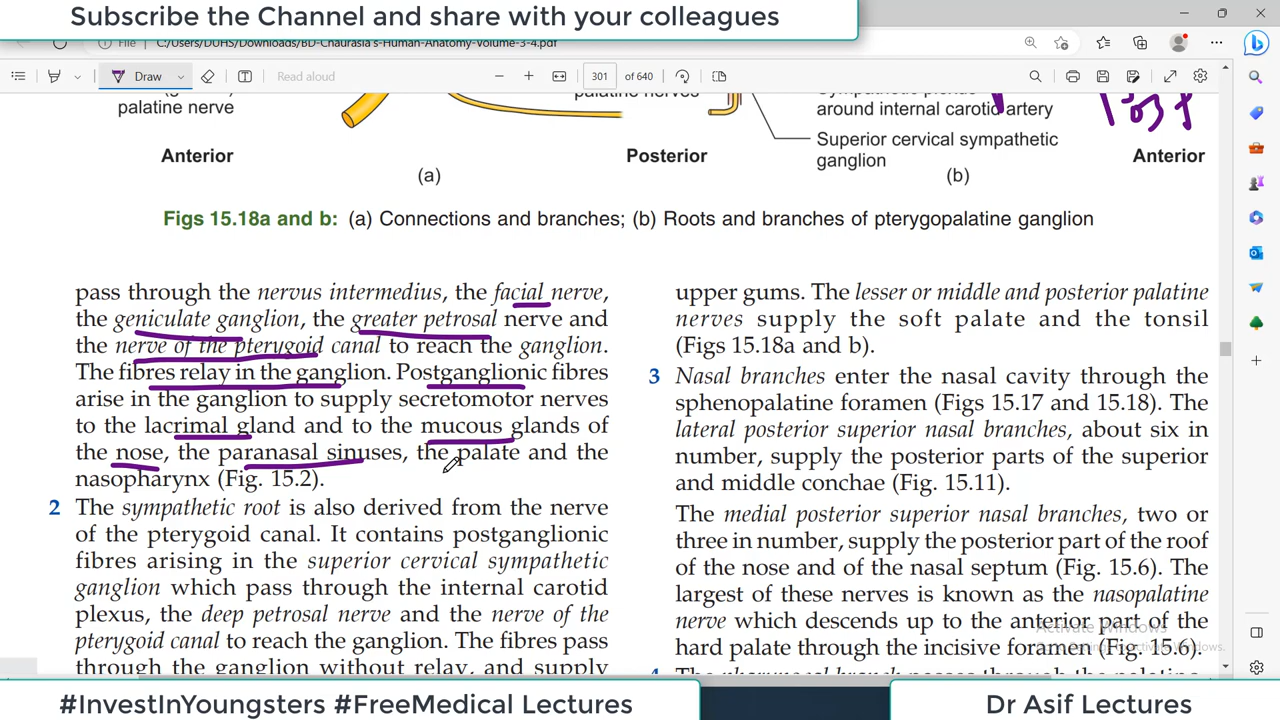 Subscribe the Channel and share with your colleagues
File
C:/Users/DUHS/Downloads/BD-Chaurasia's-Human-Anatomy-Volume-3-4.pdf
Draw
Read aloud
301
of 640
palatine nerve
palatine nerves
around internal carotid artery
Superior cervical sympathetic
ganglion
Post
Anterior
Posterior
Anterior
(a)
(b)
Figs 15.18a and b: (a) Connections and branches; (b) Roots and branches of pterygopalatine ganglion
pass through the nervus intermedius, the facial nerve,
the geniculate ganglion, the greater petrosal nerve and
the nerve of the pterygoid canal to reach the ganglion.
The fibres relay in the ganglion. Postganglionic fibres
arise in the ganglion to supply secretomotor nerves
to the lacrimal gland and to the mucous glands of
the nose, the paranasal sinuses, the palate and the
nasopharynx (Fig. 15.2).
2 The sympathetic root is also derived from the nerve
of the pterygoid canal. It contains postganglionic
fibres arising in the superior cervical sympathetic
ganglion which pass through the internal carotid
plexus, the deep petrosal nerve and the nerve of the
pterygoid canal to reach the ganglion. The fibres pass
through the ganglion without relay, and supply
upper gums. The lesser or middle and posterior palatine
nerves supply the soft palate and the tonsil
(Figs 15.18a and b).
3 Nasal branches enter the nasal cavity through the
sphenopalatine foramen (Figs 15.17 and 15.18). The
lateral posterior superior nasal branches, about six in
number, supply the posterior parts of the superior
and middle conchae (Fig. 15.11).
The medial posterior superior nasal branches, two or
three in number, supply the posterior part of the roof
of the nose and of the nasal septum (Fig. 15.6). The
largest of these nerves is known as the nasopalatine
nerve which descends up to the anterior part of the
hard palate through the incisive foramen (Fig. 15.6).
Activate Windows
#InvestInYoungsters #FreeMedical Lectures
Dr Asif Lectures